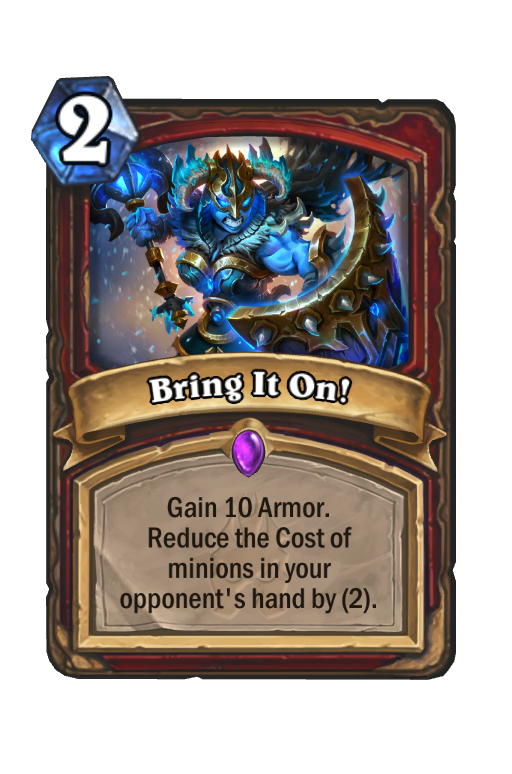 2
Bring It On!
Gain 10 Armor.
Reduce the Cost of
minions in your
opponent's hand by (2).